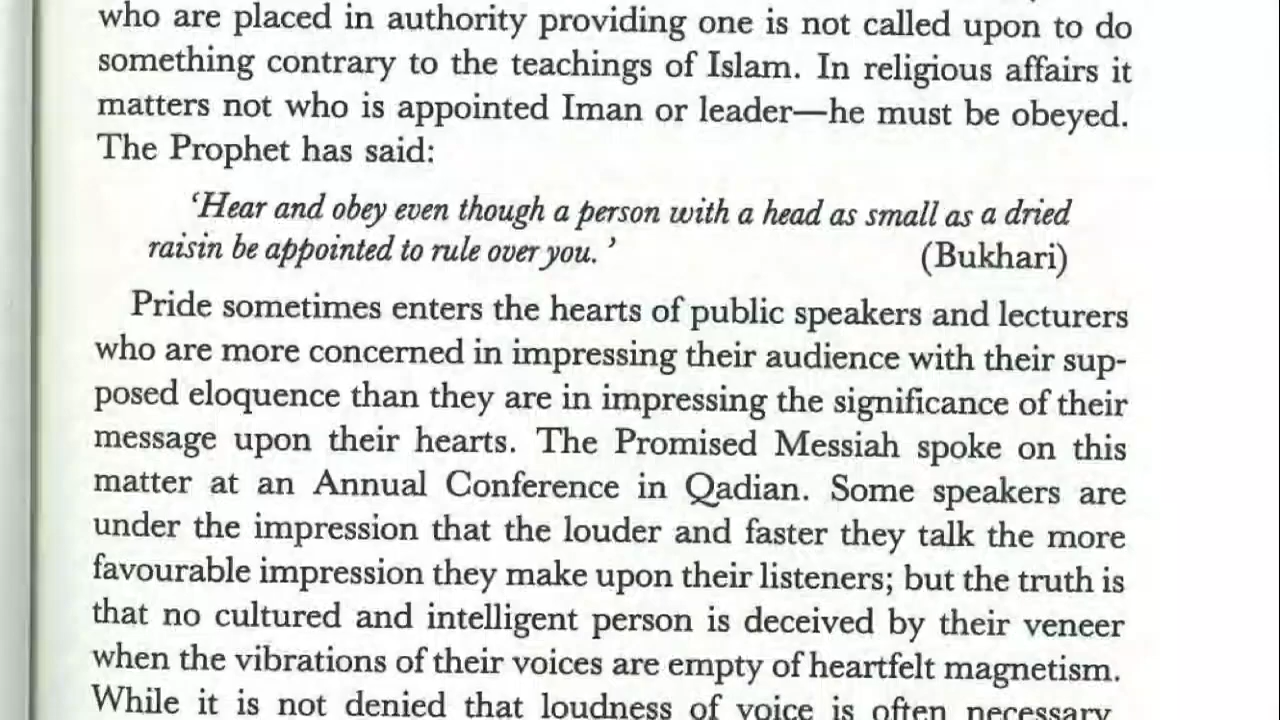 who are placed in authority providing one is not called upon to do
something contrary to the teachings of Islam. In religious affairs it
matters not who is appointed Iman or leader—he must be obeyed.
The Prophet has said:
‘Hear and obey even though a person with a head as small as a dried
raisin be appointed to rule over you.’ (Bukhari)
Pride sometimes enters the hearts of public speakers and lecturers
who are more concerned in impressing their audience with their sup-
posed eloquence than they are in impressing the significance of their
message upon their hearts. The Promised Messiah spoke on this
matter at an Annual Conference in Qadian. Some speakers are
under the impression that the louder and faster they talk the more
favourable impression they make upon their listeners; but the truth is
that no cultured and intelligent person is deceived by their veneer
when the vibrations of their voices are empty of heartfelt magnetism.
While it is not denied that loudness of voice is often necessary